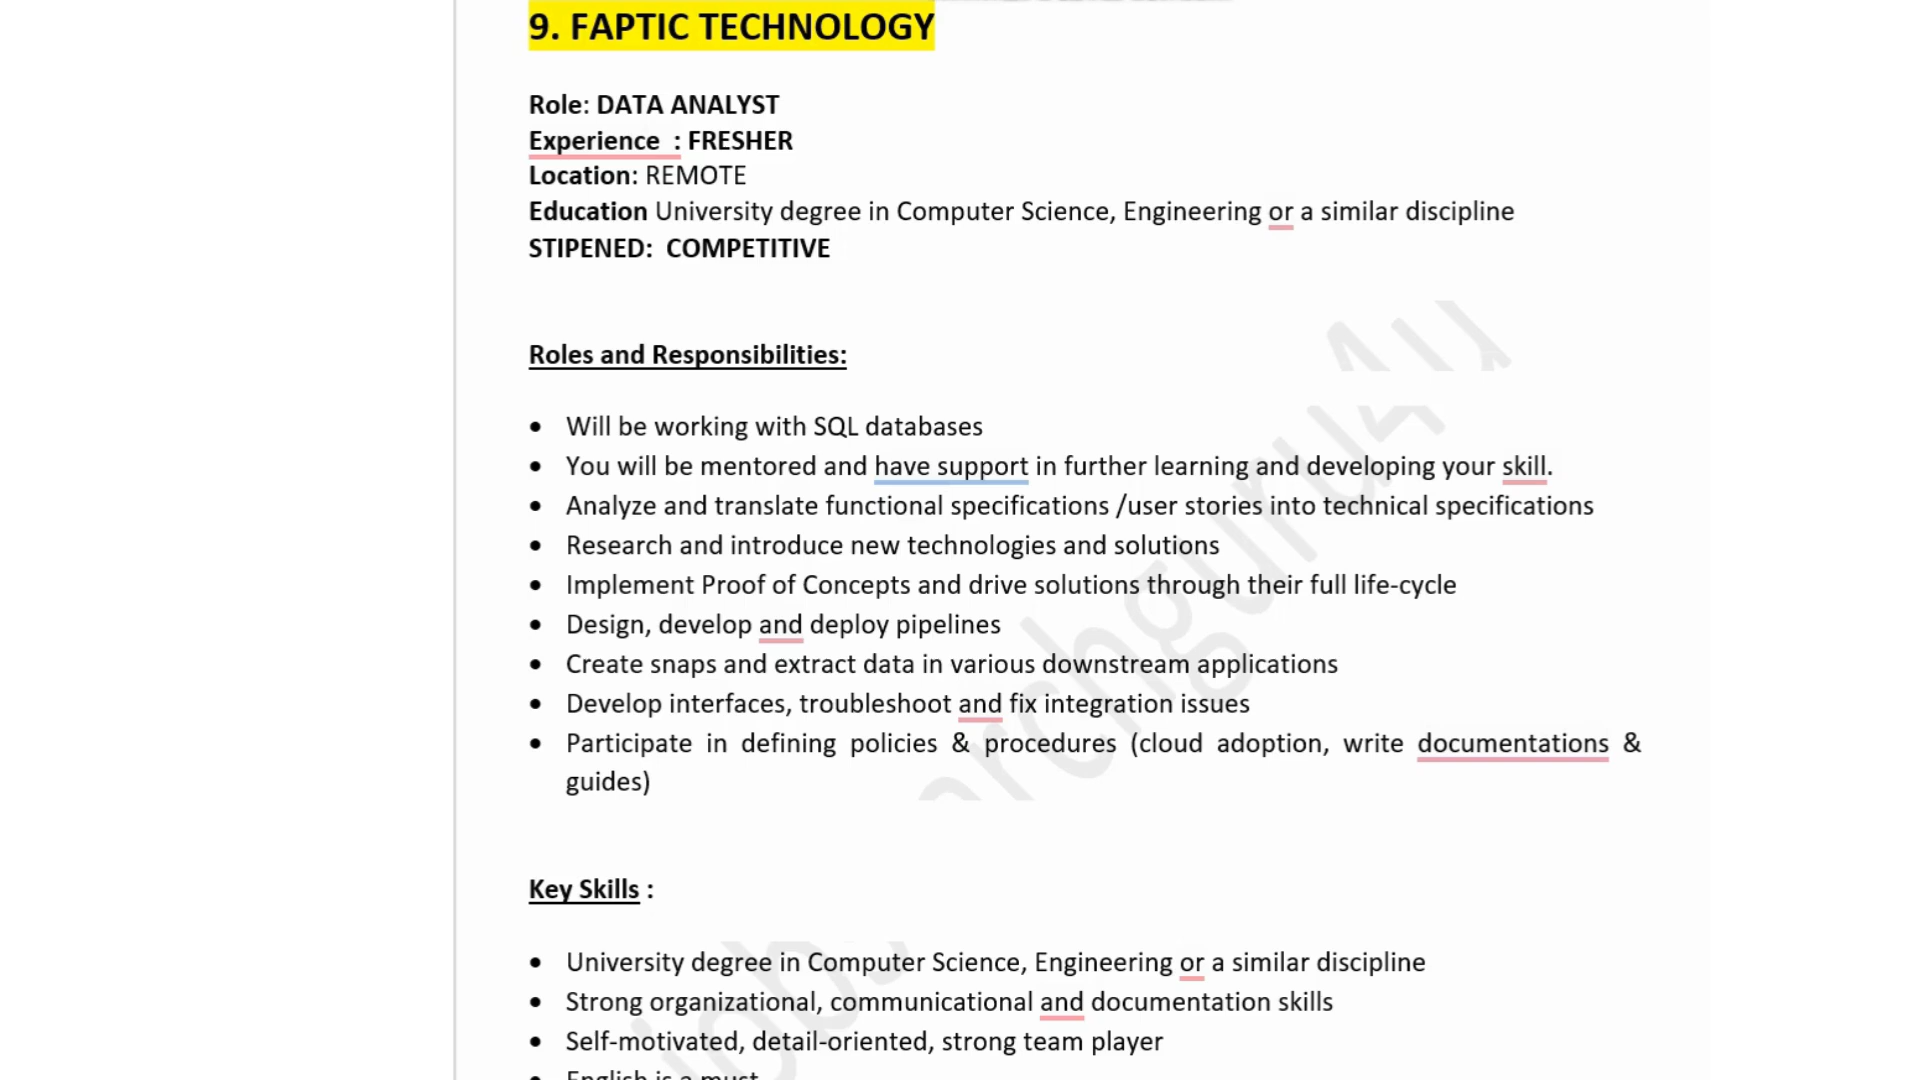 9. FAPTIC TECHNOLOGY
Role: DATA ANALYST
Experience : FRESHER
Location: REMOTE
Education University degree in Computer Science, Engineering or a similar discipline
STIPENED: COMPETITIVE
Roles and Responsibilities:
• Will be working with SQL databases
• You will be mentored and have support in further learning and developing your skill.
• Analyze and translate functional specifications /user stories into technical specifications
• Research and introduce new technologies and solutions
• Implement Proof of Concepts and drive solutions through their full life-cycle
• Design, develop and deploy pipelines
• Create snaps and extract data in various downstream applications
• Develop interfaces, troubleshoot and fix integration issues
• Participate in defining policies & procedures (cloud adoption, write documentations &
guides)
Key Skills :
• University degree in Computer Science, Engineering or a similar discipline
• Strong organizational, communicational and documentation skills
• Self-motivated, detail-oriented, strong team player
• English is a must